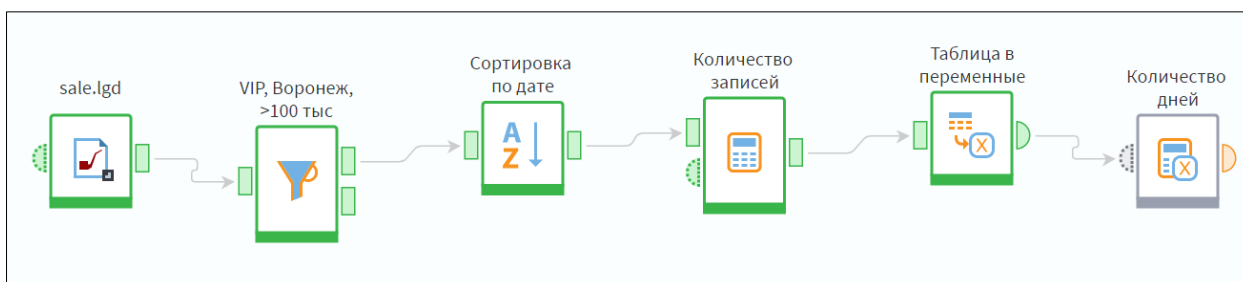 sale.lgd
VIP, Воронеж,
>100 тыс
Сортировка
по дате
A
Z
Количество
записей
Таблица в
переменные
X
Количество
дней
X